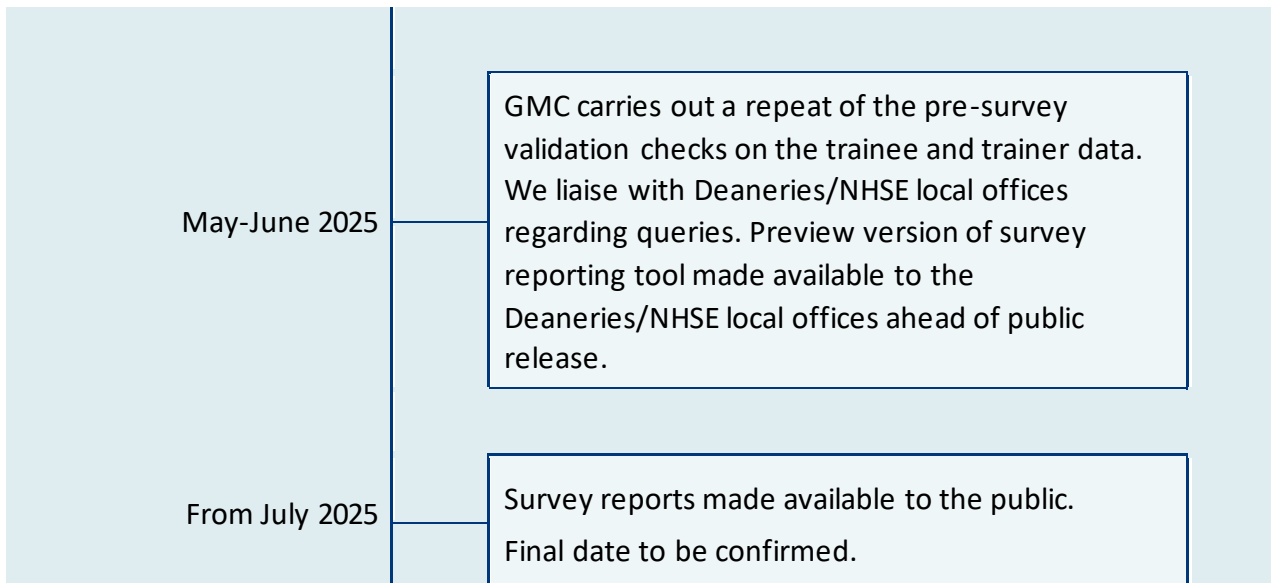 May-June 2025
GMC carries out a repeat of the pre-survey
validation checks on the trainee and trainer data.
We liaise with Deaneries/NHSE local offices
regarding queries. Preview version of survey
reporting tool made available to the
Deaneries/NHSE local offices ahead of public
release.
From July 2025
Survey reports made available to the public.
Final date to be confirmed.